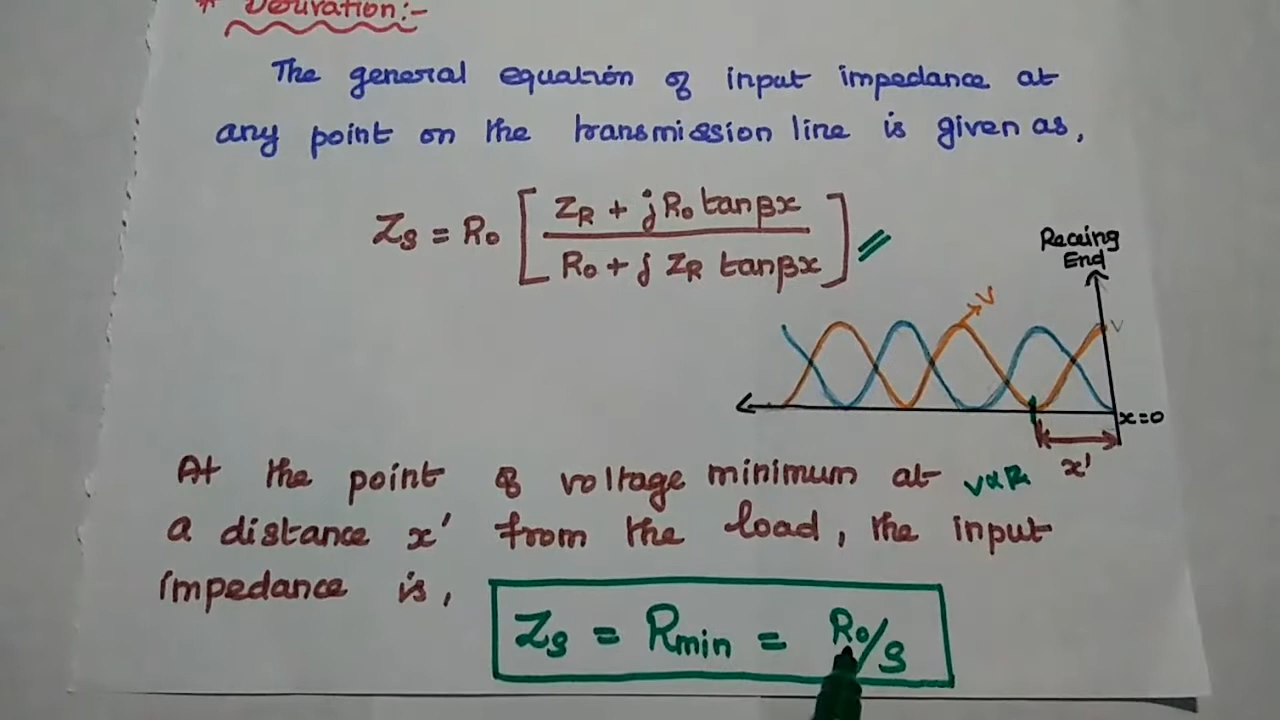 * Derivation:-
The general equation of input impedance at
any point on the transmission line is given as,
Zs = R₀ [ (ZR + j R₀ tanβx) / (R₀ + j ZR tanβx) ]
Receing
End
V
V
x=0
x'
At the point of voltage minimum at
V∝R
a distance x' from the load, the input
impedance is,
Zs = Rmin = R₀/S